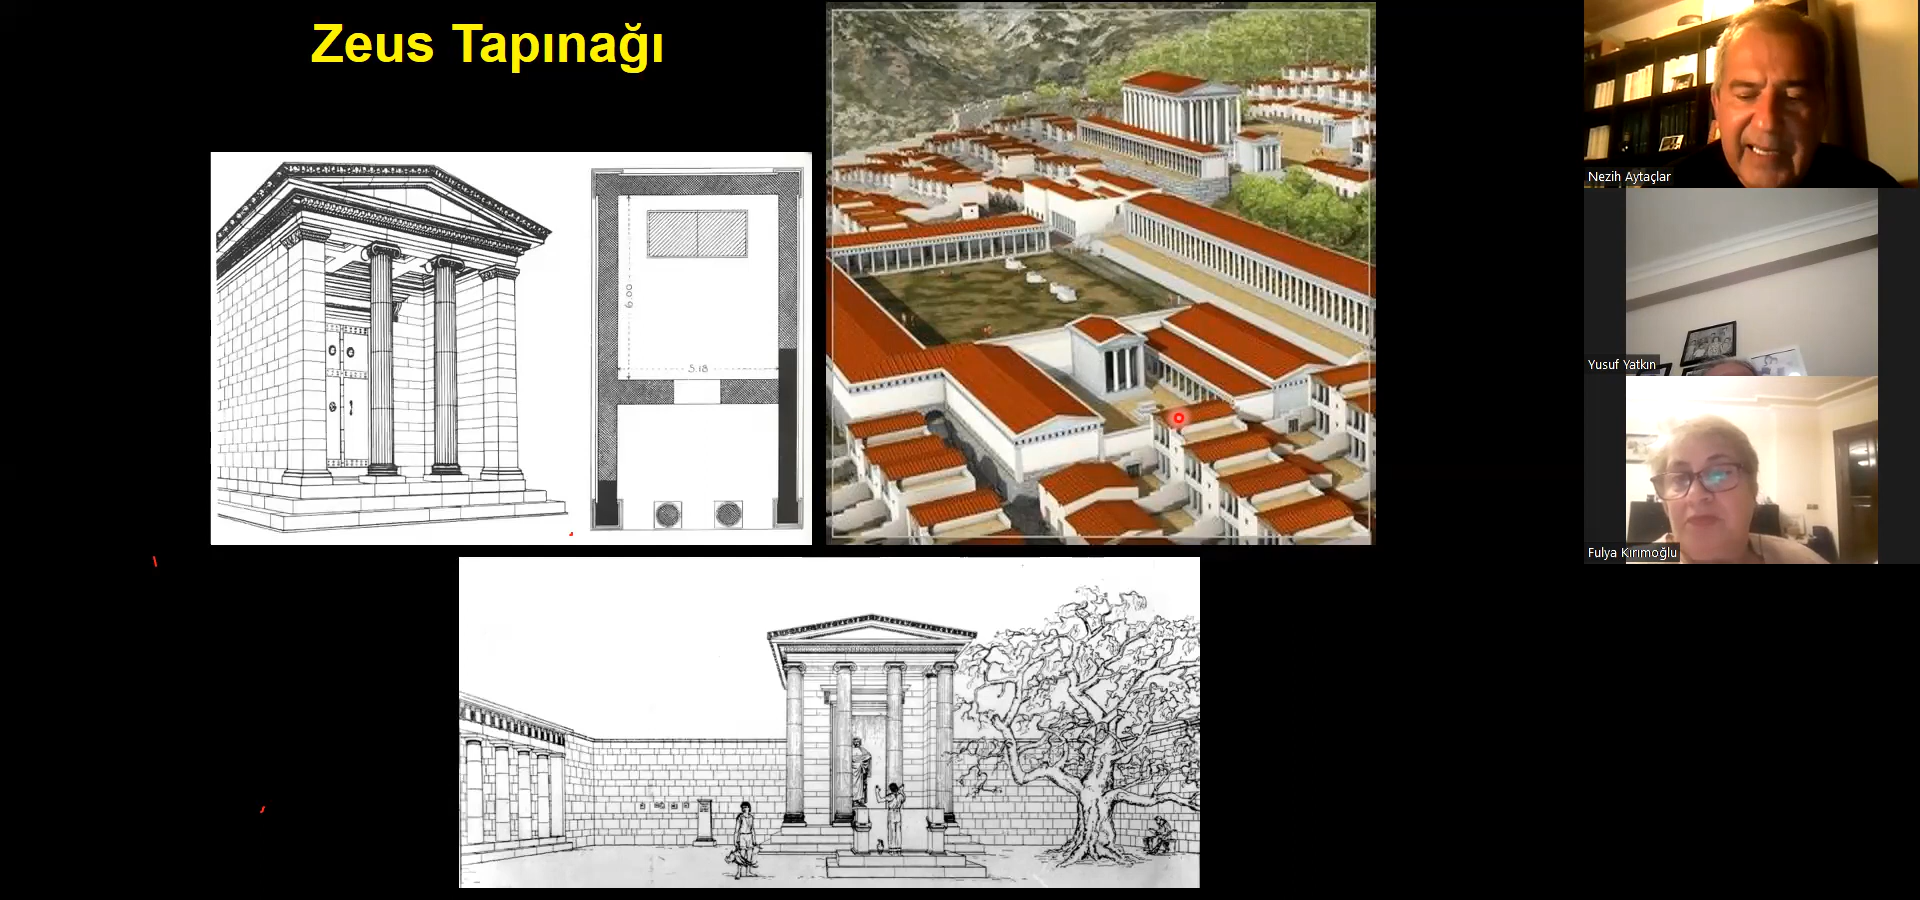 Zeus Tapınağı
6.00
5.18
Nezih Aytaçlar
Yusuf Yatkın
Fulya Kırımoğlu